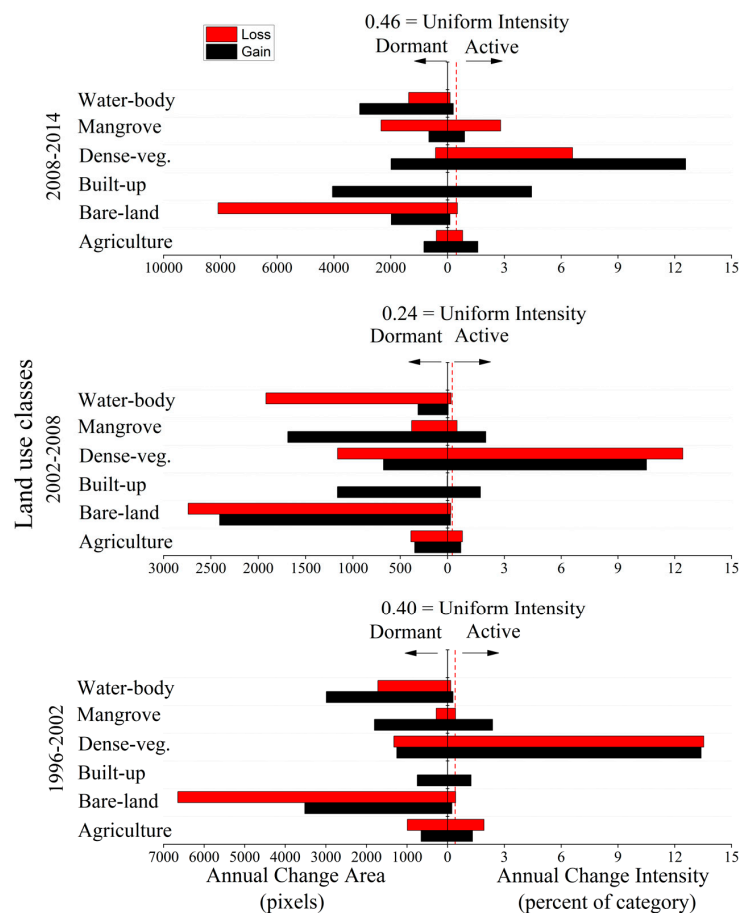 Loss
Gain
0.46 = Uniform Intensity
Dormant Active
Water-body
Mangrove
Dense-veg.
Built-up
Bare-land
Agriculture
2008-2014
10000 8000 6000 4000 2000 0 3 6 9 12 15
0.24 = Uniform Intensity
Dormant Active
Water-body
Mangrove
Dense-veg.
Built-up
Bare-land
Agriculture
Land use classes
2002-2008
3000 2500 2000 1500 1000 500 0 3 6 9 12 15
0.40 = Uniform Intensity
Dormant Active
Water-body
Mangrove
Dense-veg.
Built-up
Bare-land
Agriculture
1996-2002
7000 6000 5000 4000 3000 2000 1000 0 3 6 9 12 15
Annual Change Area Annual Change Intensity
(pixels) (percent of category)